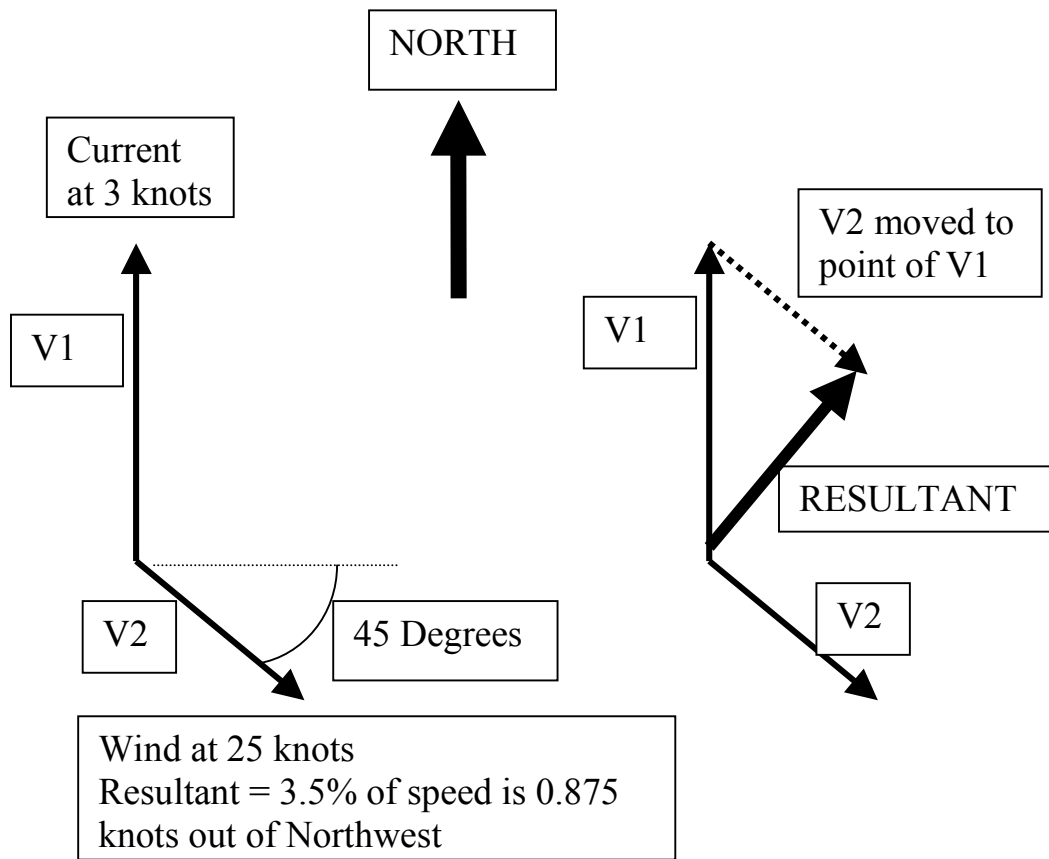 NORTH
Current
at 3 knots
V2 moved to
point of V1
V1
V1
RESULTANT
V2
45 Degrees
V2
Wind at 25 knots
Resultant = 3.5% of speed is 0.875
knots out of Northwest